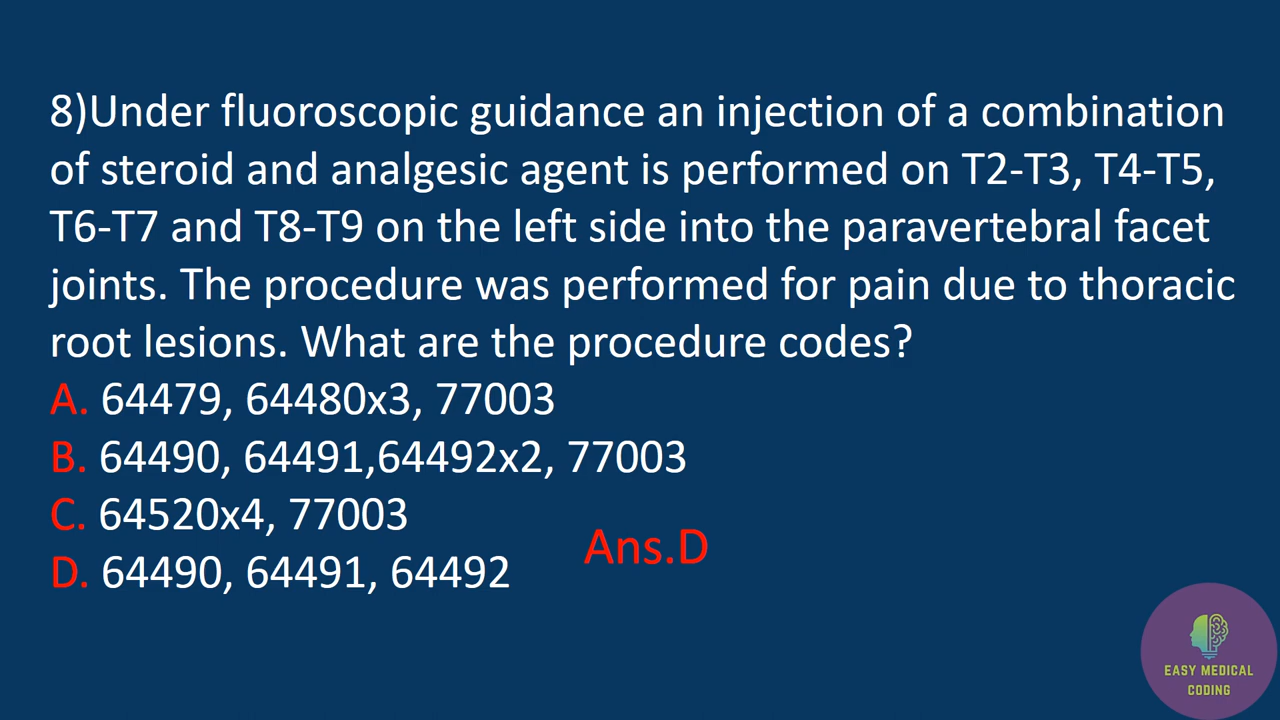 8)Under fluoroscopic guidance an injection of a combination
of steroid and analgesic agent is performed on T2-T3, T4-T5,
T6-T7 and T8-T9 on the left side into the paravertebral facet
joints. The procedure was performed for pain due to thoracic
root lesions. What are the procedure codes?
A. 64479, 64480x3, 77003
B. 64490, 64491,64492x2, 77003
C. 64520x4, 77003
Ans.D
D. 64490, 64491, 64492
EASY MEDICAL
CODING